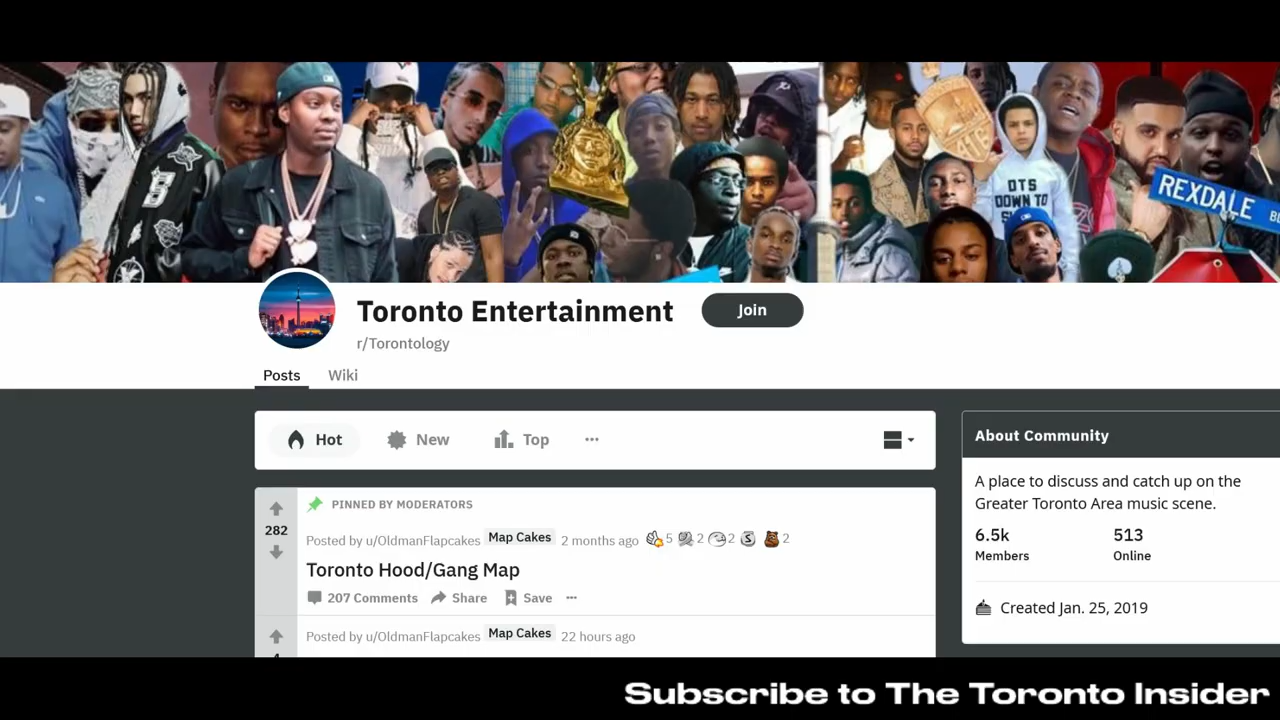 OTS
DOWN TO
REXDALE
Toronto Entertainment
Join
r/Torontology
Posts Wiki
Hot New Top ...
About Community
PINNED BY MODERATORS
282
Posted by u/OldmanFlapcakes Map Cakes 2 months ago 5 2 2 S 2
Toronto Hood/Gang Map
207 Comments Share Save ...
Posted by u/OldmanFlapcakes Map Cakes 22 hours ago
A place to discuss and catch up on the
Greater Toronto Area music scene.
6.5k 513
Members Online
Created Jan. 25, 2019
Subscribe to The Toronto Insider